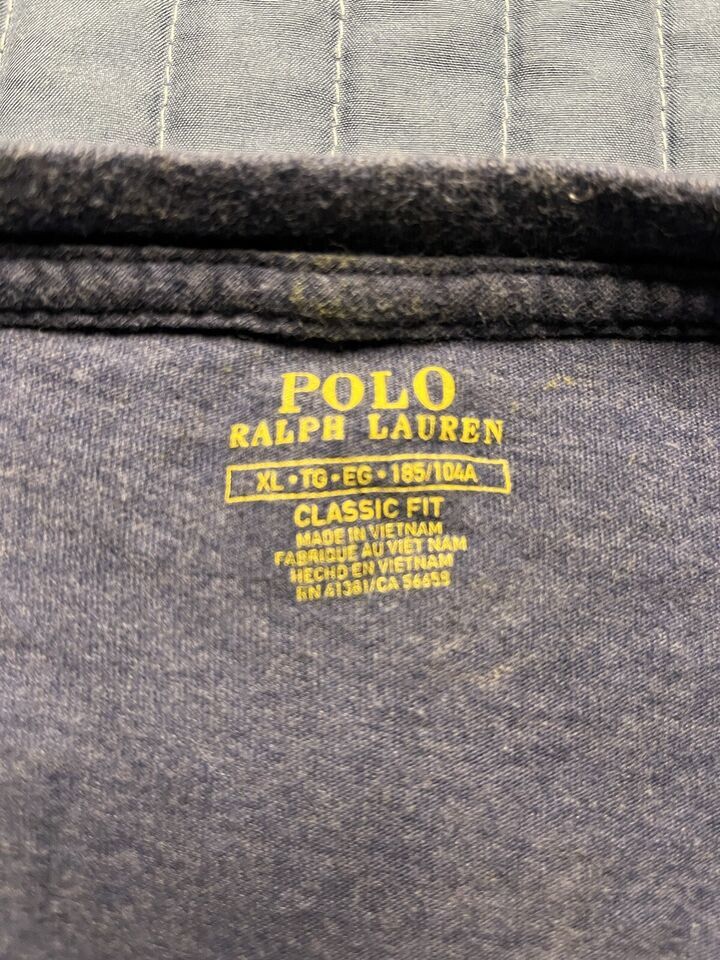 POLO
RALPH LAUREN
XL • TG • EG • 185/104A
CLASSIC FIT
MADE IN VIETNAM
FABRIQUE AU VIET NAM
HECHO EN VIETNAM
RN 41381/CA 56659